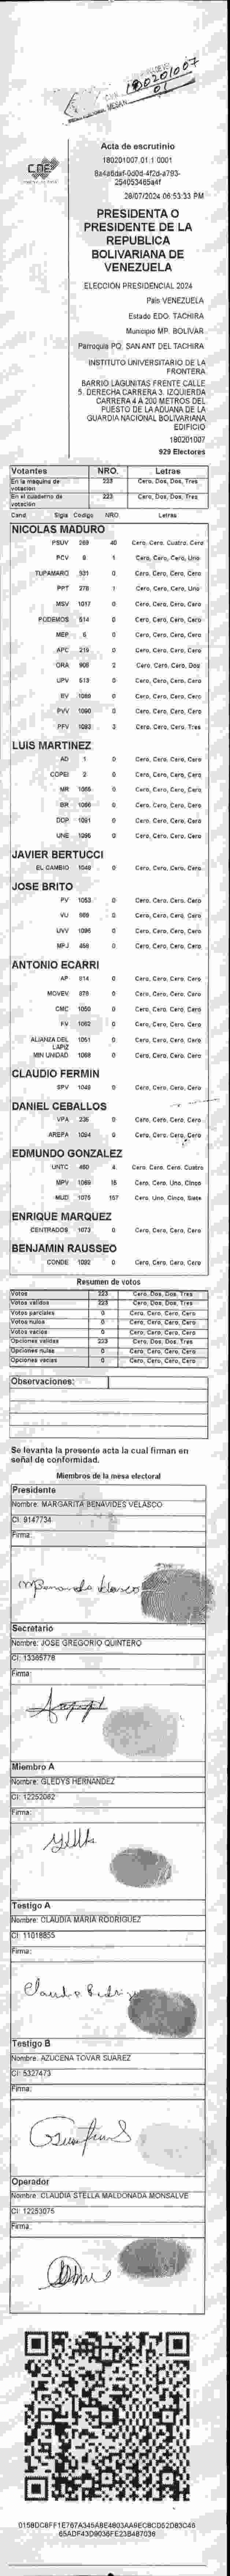 180201007
01
CNE
Acta de escrutinio
180201007.01.1.0001
8a4a6daf-0d0d-4f2d-a793-
254053465a4f
28/07/2024 06:53:33 PM
PRESIDENTA O
PRESIDENTE DE LA
REPUBLICA
BOLIVARIANA DE
VENEZUELA
ELECCION PRESIDENCIAL 2024
País VENEZUELA
Estado EDO. TACHIRA
Municipio MP. BOLIVAR
Parroquia PQ. SAN ANT DEL TACHIRA
INSTITUTO UNIVERSITARIO DE LA
FRONTERA
BARRIO LAGUNITAS FRENTE CALLE
5. DERECHA CARRERA 3. IZQUIERDA
CARRERA 4 A 200 METROS DEL
PUESTO DE LA ADUANA DE LA
GUARDIA NACIONAL BOLIVARIANA
EDIFICIO
180201007
929 Electores
Votantes NRO. Letras
En la maquina de votacion 223 Cero, Dos, Dos, Tres
En el cuaderno de votacion 223 Cero, Dos, Dos, Tres
Cand Sigla Codigo NRO. Letras
NICOLAS MADURO
PSUV 269 40 Cero, Cero, Cuatro, Cero
PCV 8 1 Cero, Cero, Cero, Uno
TUPAMARO 931 0 Cero, Cero, Cero, Cero
PPT 278 1 Cero, Cero, Cero, Uno
MSV 1017 0 Cero, Cero, Cero, Cero
PODEMOS 514 0 Cero, Cero, Cero, Cero
MEP 6 0 Cero, Cero, Cero, Cero
APC 219 0 Cero, Cero, Cero, Cero
ORA 908 2 Cero, Cero, Cero, Dos
UPV 613 0 Cero, Cero, Cero, Cero
EV 1089 0 Cero, Cero, Cero, Cero
PVV 1090 0 Cero, Cero, Cero, Cero
PFV 1093 3 Cero, Cero, Cero, Tres
LUIS MARTINEZ
AD 1 0 Cero, Cero, Cero, Cero
COPEI 2 0 Cero, Cero, Cero, Cero
MR 1065 0 Cero, Cero, Cero, Cero
BR 1066 0 Cero, Cero, Cero, Cero
DDP 1091 0 Cero, Cero, Cero, Cero
UNE 1096 0 Cero, Cero, Cero, Cero
JAVIER BERTUCCI
EL CAMBIO 1048 0 Cero, Cero, Cero, Cero
JOSE BRITO
PV 1053 0 Cero, Cero, Cero, Cero
VU 969 0 Cero, Cero, Cero, Cero
UVV 1095 0 Cero, Cero, Cero, Cero
MPJ 458 0 Cero, Cero, Cero, Cero
ANTONIO ECARRI
AP 814 0 Cero, Cero, Cero, Cero
MOVEV 979 0 Cero, Cero, Cero, Cero
CMC 1050 0 Cero, Cero, Cero, Cero
FV 1062 0 Cero, Cero, Cero, Cero
ALIANZA DEL LAPIZ 1051 0 Cero, Cero, Cero, Cero
MIN UNIDAD 1068 0 Cero, Cero, Cero, Cero
CLAUDIO FERMIN
SPV 1049 0 Cero, Cero, Cero, Cero
DANIEL CEBALLOS
VPA 236 0 Cero, Cero, Cero, Cero
AREPA 1094 0 Cero, Cero, Cero, Cero
EDMUNDO GONZALEZ
UNTC 480 4 Cero, Cero, Cero, Cuatro
MPV 1069 15 Cero, Cero, Uno, Cinco
MUD 1075 157 Cero, Uno, Cinco, Siete
ENRIQUE MARQUEZ
CENTRADOS 1073 0 Cero, Cero, Cero, Cero
BENJAMIN RAUSSEO
CONDE 1092 0 Cero, Cero, Cero, Cero
Resumen de votos
Votos 223 Cero, Dos, Dos, Tres
Votos validos 223 Cero, Dos, Dos, Tres
Votos parciales 0 Cero, Cero, Cero, Cero
Votos nulos 0 Cero, Cero, Cero, Cero
Votos vacios 0 Cero, Cero, Cero, Cero
Opciones validas 223 Cero, Dos, Dos, Tres
Opciones nulas 0 Cero, Cero, Cero, Cero
Opciones vacias 0 Cero, Cero, Cero, Cero
Observaciones:
Se levanta la presente acta la cual firman en
señal de conformidad.
Miembros de la mesa electoral
Presidente
Nombre: MARGARITA BENAVIDES VELASCO
CI: 9147734
Firma:
Secretario
Nombre: JOSE GREGORIO QUINTERO
CI: 13365778
Firma:
Miembro A
Nombre: GLEDYS HERNANDEZ
CI: 12252062
Firma:
Testigo A
Nombre: CLAUDIA MARIA RODRIGUEZ
CI: 11018855
Firma:
Testigo B
Nombre: AZUCENA TOVAR SUAREZ
CI: 5327473
Firma:
Operador
Nombre: CLAUDIA STELLA MALDONADA MONSALVE
CI: 12253075
Firma: